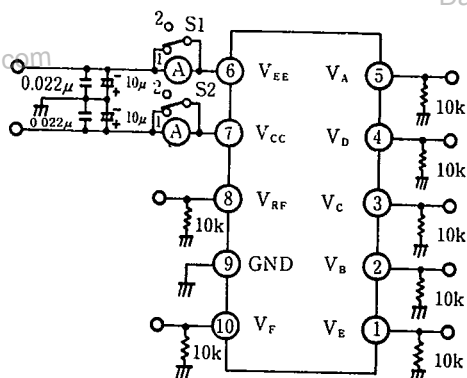 Da
com
2 S1
1 A
0.022μ - + 10μ
6 VEE
VA 5
10k
2 S2
1 A
0.022μ - + 10μ
7 VCC
VD 4
10k
8 VRF
10k
VC 3
10k
9 GND
VB 2
10k
10 VF
10k
VE 1
10k